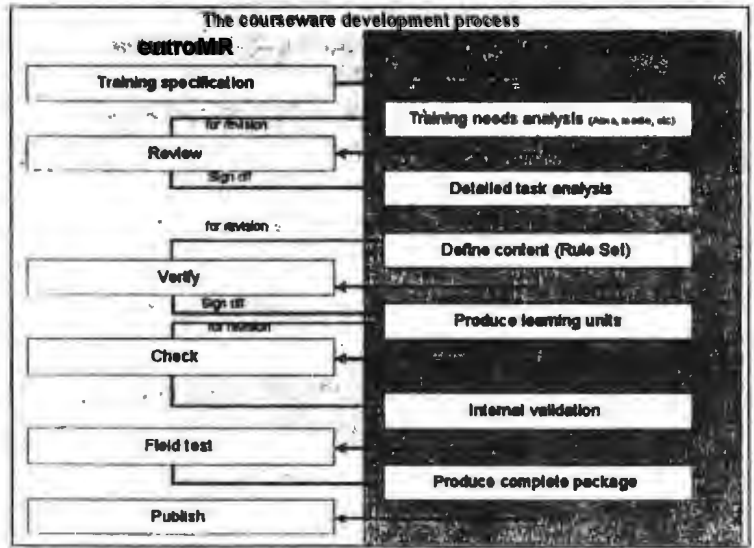 The courseware development process
eutroMR
Training specification
Training needs analysis
for revision
Review
Sign off
Detailed task analysis
for revision
Define content (Rule Set)
Verify
Sign off
for revision
Produce learning units
Check
Internal validation
Field test
Produce complete package
Publish